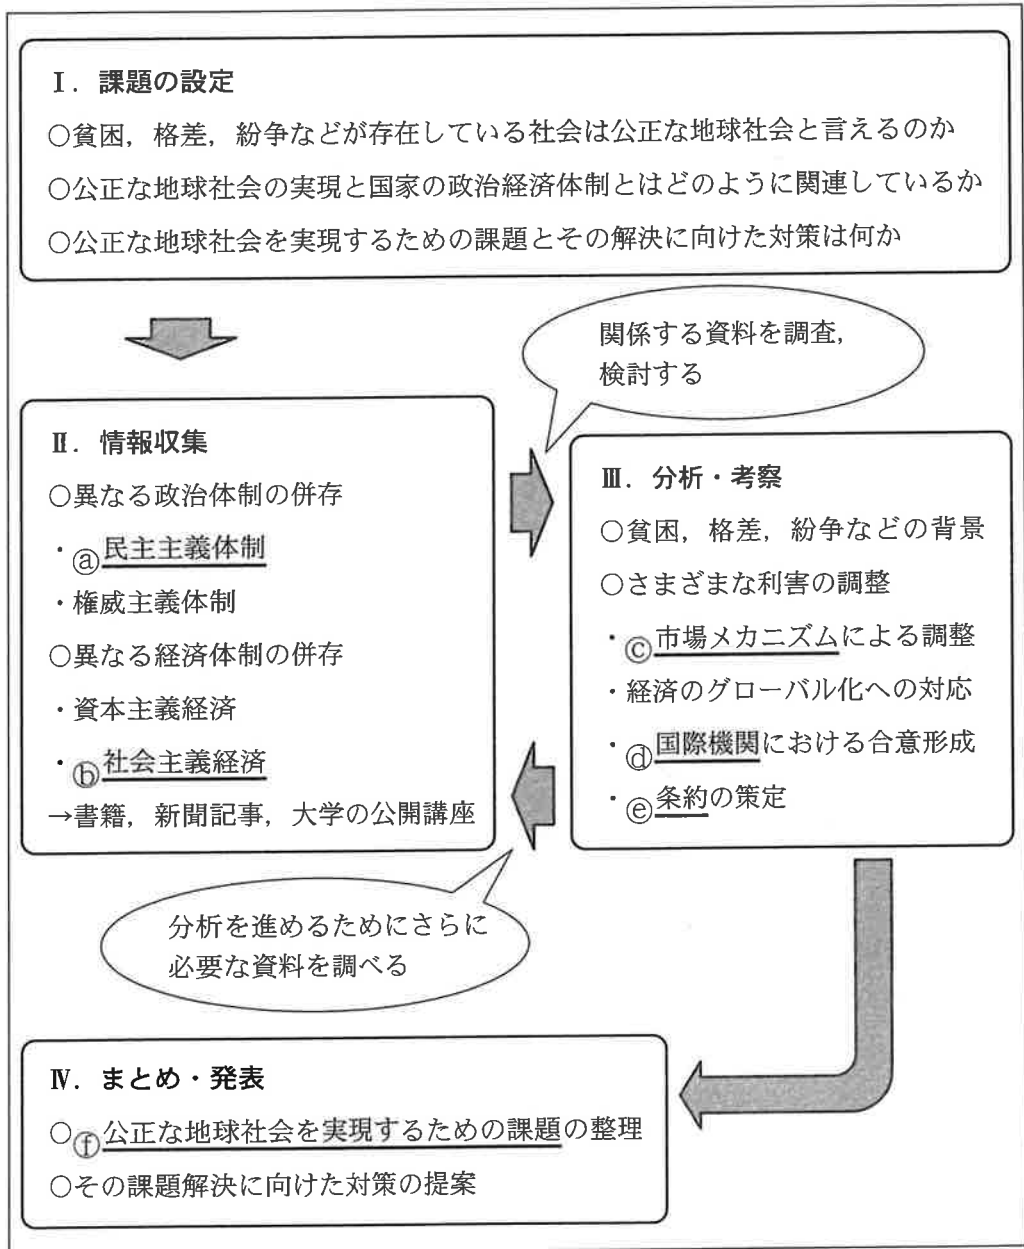 Ⅰ．課題の設定
○貧困，格差，紛争などが存在している社会は公正な地球社会と言えるのか
○公正な地球社会の実現と国家の政治経済体制とはどのように関連しているか
○公正な地球社会を実現するための課題とその解決に向けた対策は何か
関係する資料を調査，
検討する
Ⅱ．情報収集
○異なる政治体制の併存
・ⓐ民主主義体制
・権威主義体制
○異なる経済体制の併存
・資本主義経済
・ⓑ社会主義経済
→書籍，新聞記事，大学の公開講座
Ⅲ．分析・考察
○貧困，格差，紛争などの背景
○さまざまな利害の調整
・ⓒ市場メカニズムによる調整
・経済のグローバル化への対応
・ⓓ国際機関における合意形成
・ⓔ条約の策定
分析を進めるためにさらに
必要な資料を調べる
Ⅳ．まとめ・発表
○ⓕ公正な地球社会を実現するための課題の整理
○その課題解決に向けた対策の提案